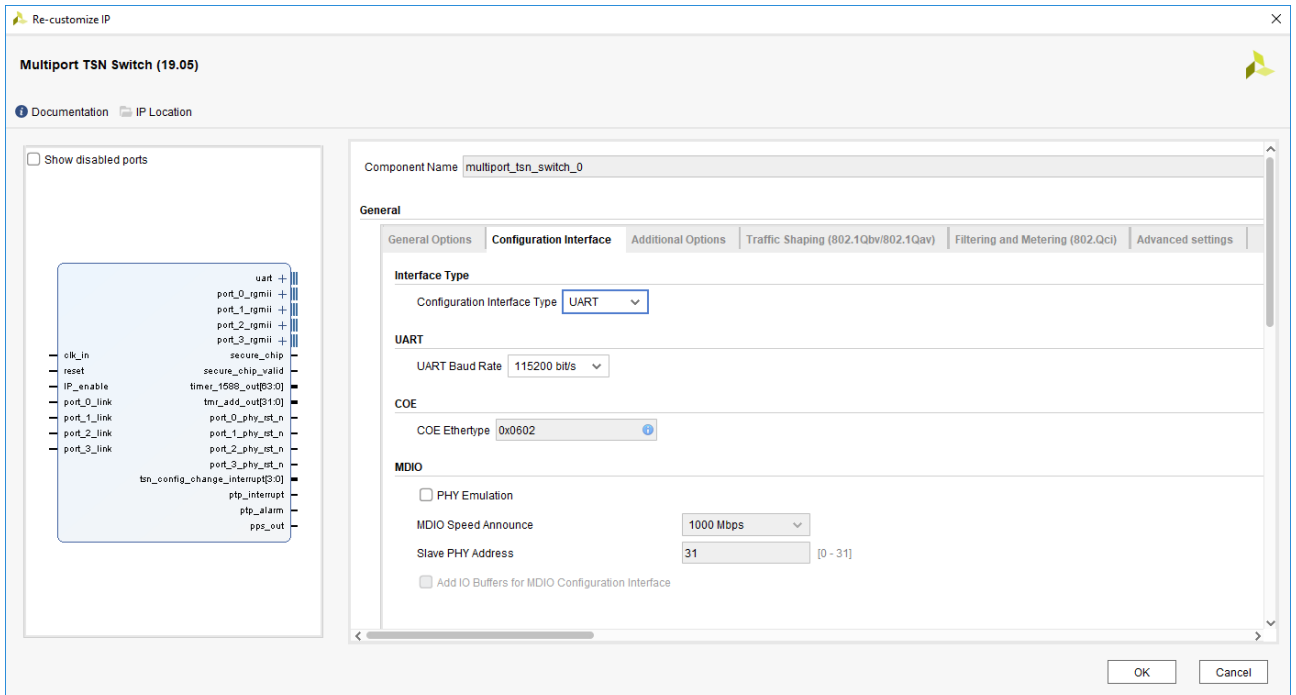 Re-customize IP
Multiport TSN Switch (19.05)
Documentation IP Location
Show disabled ports
uart
port_0_rgmii
port_1_rgmii
port_2_rgmii
port_3_rgmii
clk_in secure_chip
reset secure_chip_valid
IP_enable timer_1588_out[63:0]
port_0_link tmr_add_out[31:0]
port_1_link port_0_phy_rst_n
port_2_link port_1_phy_rst_n
port_3_link port_2_phy_rst_n
port_3_phy_rst_n
tsn_config_change_interrupt[3:0]
ptp_interrupt
ptp_alarm
pps_out
Component Name multiport_tsn_switch_0
General
General Options Configuration Interface Additional Options Traffic Shaping (802.1Qbv/802.1Qav) Filtering and Metering (802.Qci) Advanced settings
Interface Type
Configuration Interface Type UART
UART
UART Baud Rate 115200 bit/s
COE
COE Ethertype 0x0602
MDIO
PHY Emulation
MDIO Speed Announce 1000 Mbps
Slave PHY Address 31 [0 - 31]
Add IO Buffers for MDIO Configuration Interface
OK Cancel